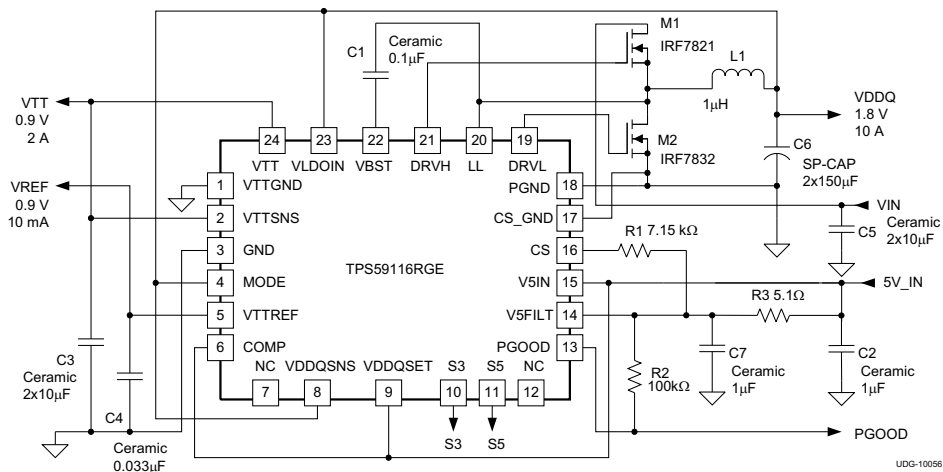 M1
IRF7821
C1
Ceramic
0.1μF
L1
1μH
VTT
0.9 V
2 A
VDDQ
1.8 V
10 A
24
23
22
21
20
19
VTT
VLDOIN
VBST
DRVH
LL
DRVL
M2
IRF7832
C6
SP-CAP
2x150μF
VREF
0.9 V
10 mA
1
VTTGND
PGND
18
2
VTTSNS
CS_GND
17
VIN
Ceramic
2x10μF
C5
3
GND
CS
16
R1 7.15 kΩ
TPS59116RGE
4
MODE
V5IN
15
5V_IN
R3 5.1Ω
5
VTTREF
V5FILT
14
6
COMP
PGOOD
13
C3
Ceramic
2x10μF
NC
VDDQSNS
VDDQSET
S3
S5
NC
7
8
9
10
11
12
R2
100kΩ
C7
Ceramic
1μF
C2
Ceramic
1μF
C4
Ceramic
0.033μF
S3
S5
PGOOD
UDG-10056